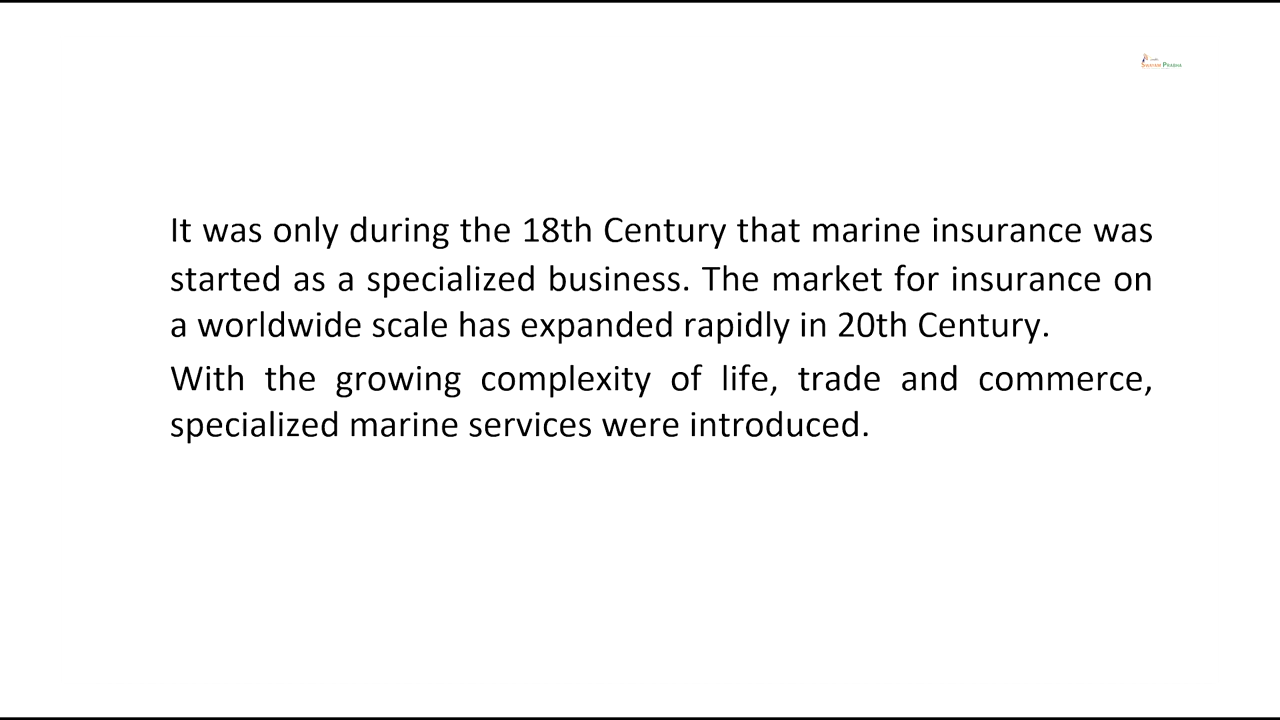 Swayam Prabha
It was only during the 18th Century that marine insurance was
started as a specialized business. The market for insurance on
a worldwide scale has expanded rapidly in 20th Century.
With the growing complexity of life, trade and commerce,
specialized marine services were introduced.